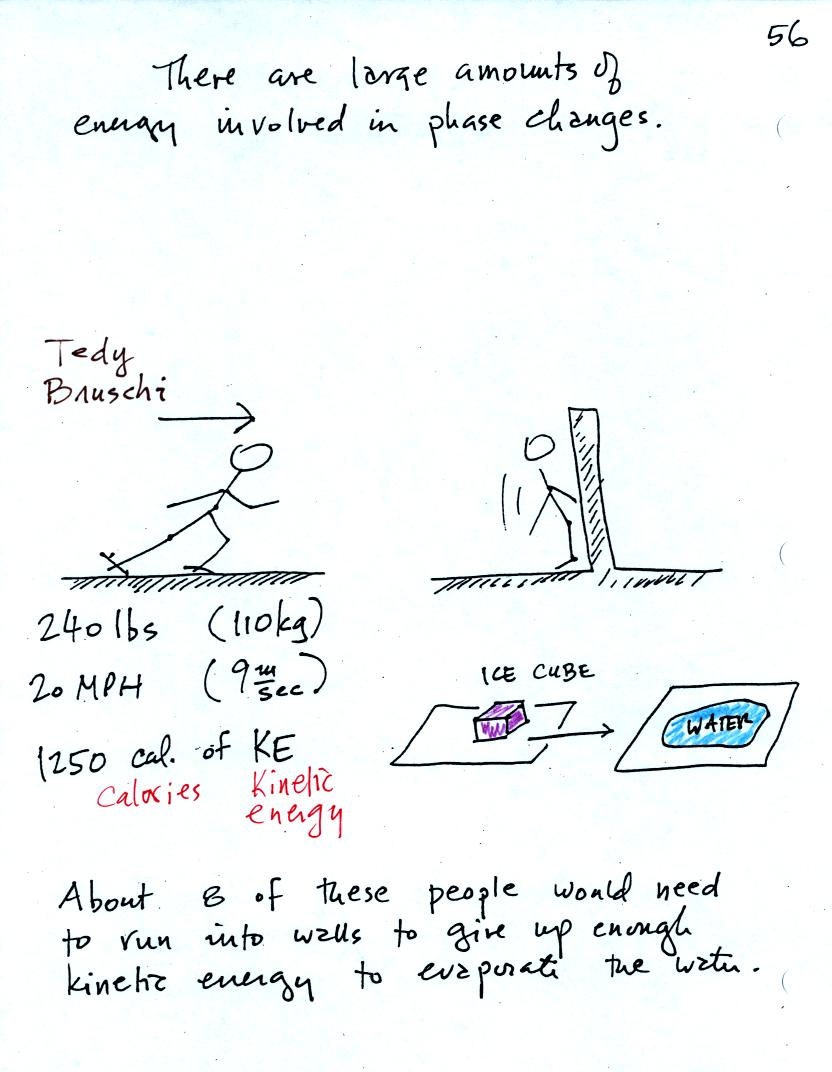 56
There are large amounts of
energy involved in phase changes.
Tedy
Bruschi
240 lbs (110 kg)
20 MPH (9 m/sec)
1250 cal. of KE
calories kinetic
energy
ICE CUBE
WATER
About 8 of these people would need
to run into walls to give up enough
kinetic energy to evaporate the water.